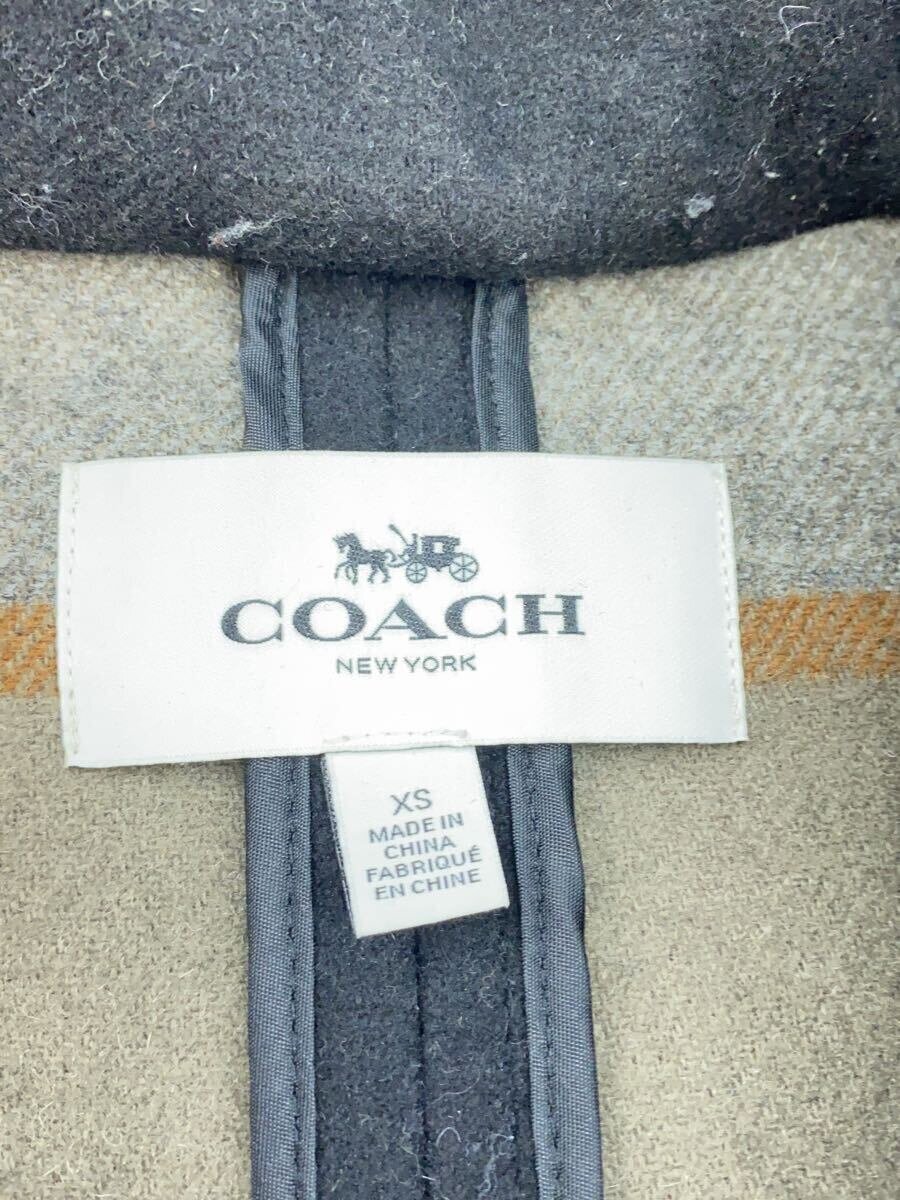 COACH
NEW YORK
XS
MADE IN
CHINA
FABRIQUÉ
EN CHINE